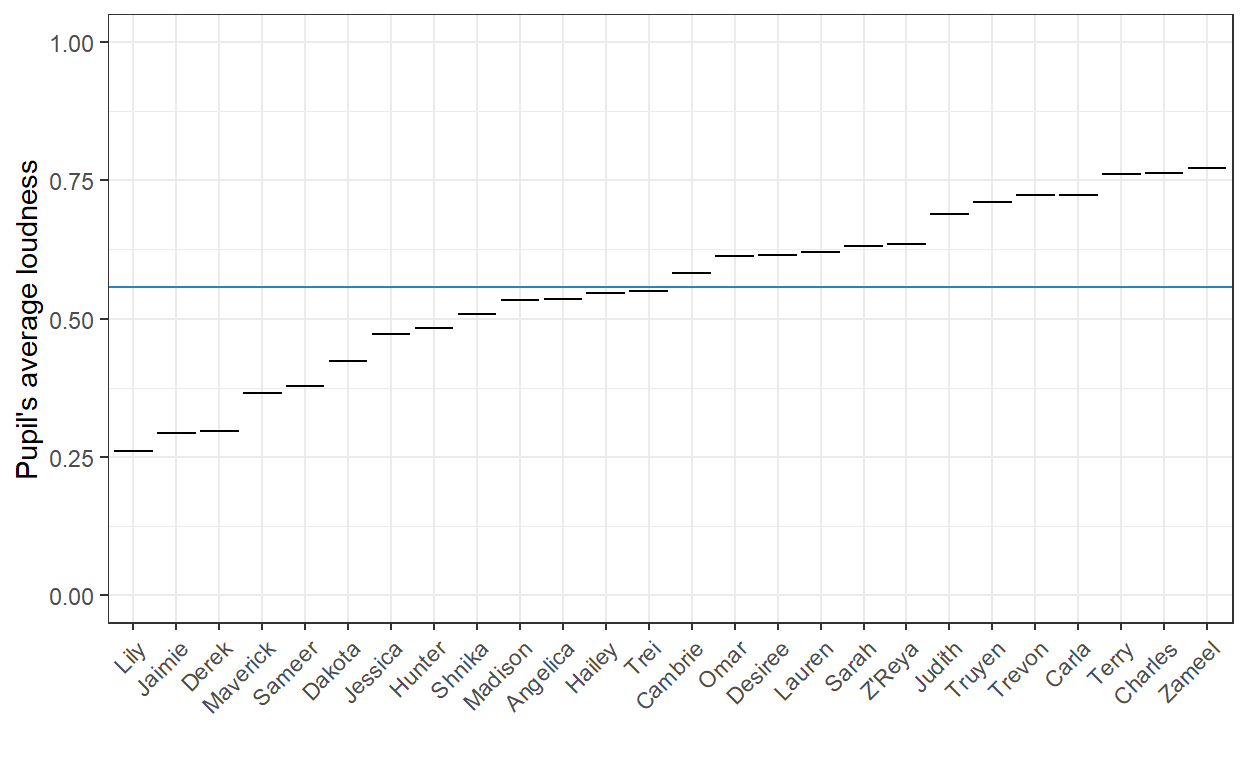 Pupil's average loudness
1.00
0.75
0.50
0.25
0.00
Lily
Jaimie
Derek
Maverick
Sameer
Dakota
Jessica
Hunter
Shnika
Madison
Angelica
Hailey
Trei
Cambrie
Omar
Desiree
Lauren
Sarah
Z'Reya
Judith
Truyen
Trevon
Carla
Terry
Charles
Zameel